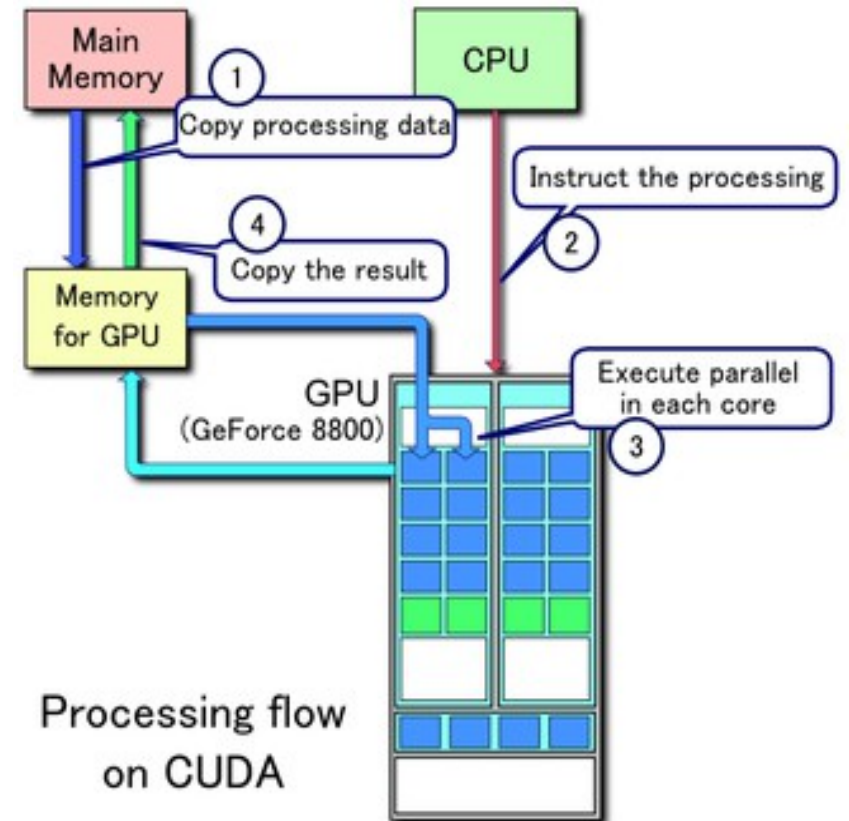 Main
Memory
CPU
1
Copy processing data
Instruct the processing
2
4
Copy the result
Memory
for GPU
GPU
(GeForce 8800)
Execute parallel
in each core
3
Processing flow
on CUDA